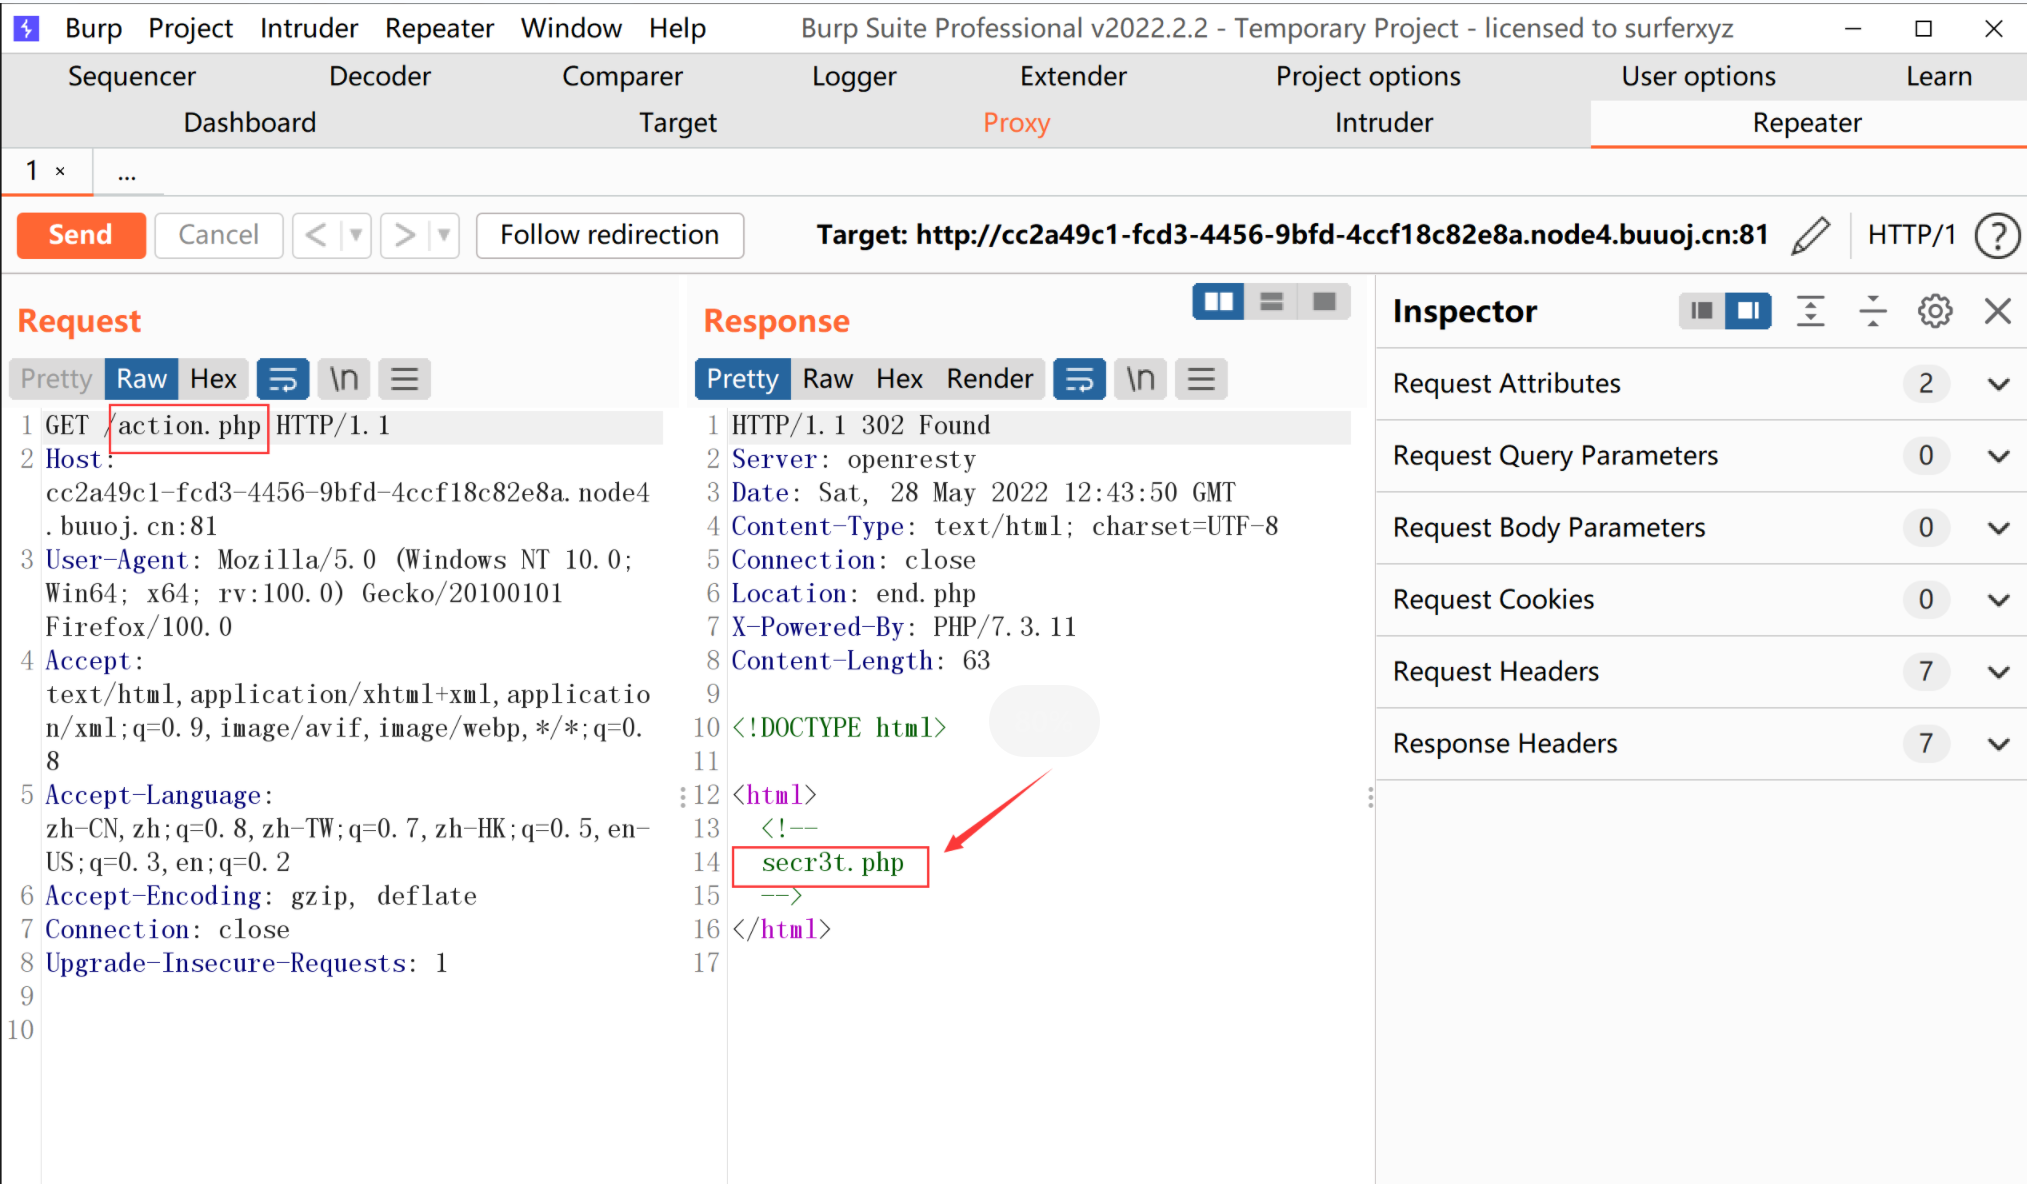 Burp Project Intruder Repeater Window Help Burp Suite Professional v2022.2.2 - Temporary Project - licensed to surferxyz
Sequencer Decoder Comparer Logger Extender Project options User options Learn
Dashboard Target Proxy Intruder Repeater
1 × ...
Send Cancel < > Follow redirection Target: http://cc2a49c1-fcd3-4456-9bfd-4ccf18c82e8a.node4.buuoj.cn:81 HTTP/1 ?
Request
Pretty Raw Hex \n
1 GET /action.php HTTP/1.1
2 Host:
cc2a49c1-fcd3-4456-9bfd-4ccf18c82e8a.node4
.buuoj.cn:81
3 User-Agent: Mozilla/5.0 (Windows NT 10.0;
Win64; x64; rv:100.0) Gecko/20100101
Firefox/100.0
4 Accept:
text/html,application/xhtml+xml,applicatio
n/xml;q=0.9,image/avif,image/webp,*/*;q=0.
8
5 Accept-Language:
zh-CN,zh;q=0.8,zh-TW;q=0.7,zh-HK;q=0.5,en-
US;q=0.3,en;q=0.2
6 Accept-Encoding: gzip, deflate
7 Connection: close
8 Upgrade-Insecure-Requests: 1
9
10
Response
Pretty Raw Hex Render \n
1 HTTP/1.1 302 Found
2 Server: openresty
3 Date: Sat, 28 May 2022 12:43:50 GMT
4 Content-Type: text/html; charset=UTF-8
5 Connection: close
6 Location: end.php
7 X-Powered-By: PHP/7.3.11
8 Content-Length: 63
9
10 <!DOCTYPE html>
11
12 <html>
13 <!--
14 secr3t.php
15 -->
16 </html>
17
Inspector
Request Attributes 2
Request Query Parameters 0
Request Body Parameters 0
Request Cookies 0
Request Headers 7
Response Headers 7